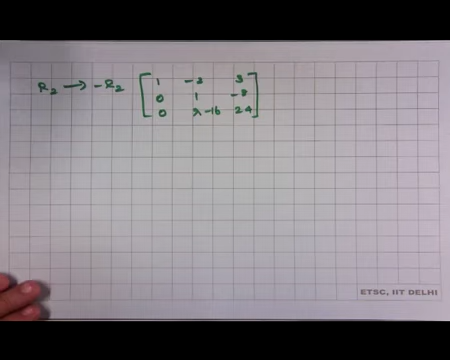 R₂ → -R₂ [ 1 -2 3
0 1 -8
0 λ-16 24 ]
ETSC, IIT DELHI